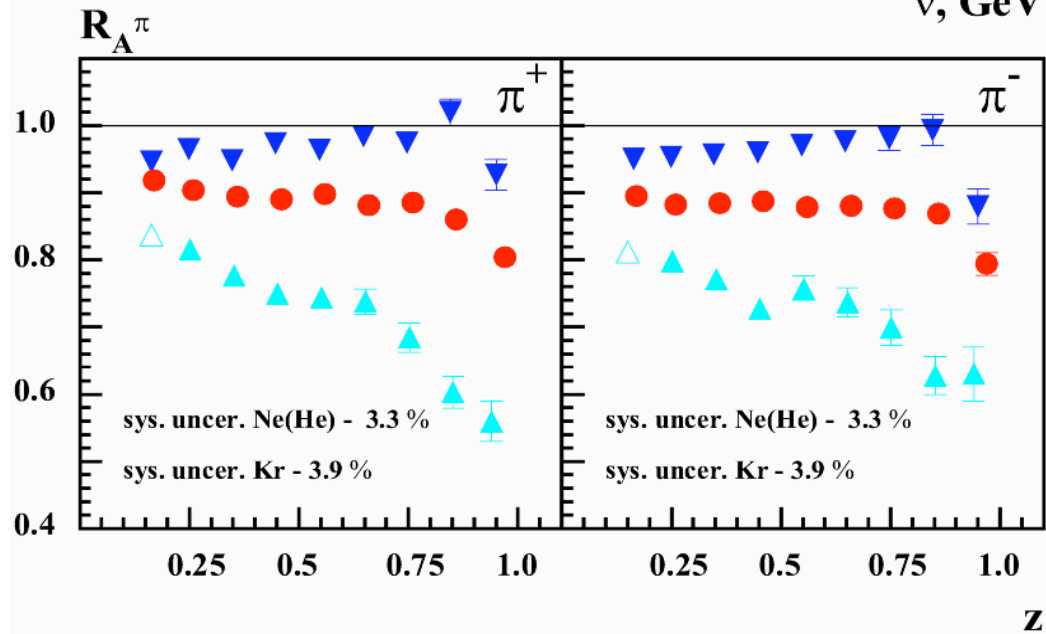 ν, GeV
R_A^π
π⁺ π⁻
1.0
0.8
0.6
sys. uncer. Ne(He) - 3.3 % sys. uncer. Ne(He) - 3.3 %
sys. uncer. Kr - 3.9 % sys. uncer. Kr - 3.9 %
0.4
0.25 0.5 0.75 1.0 0.25 0.5 0.75 1.0
z